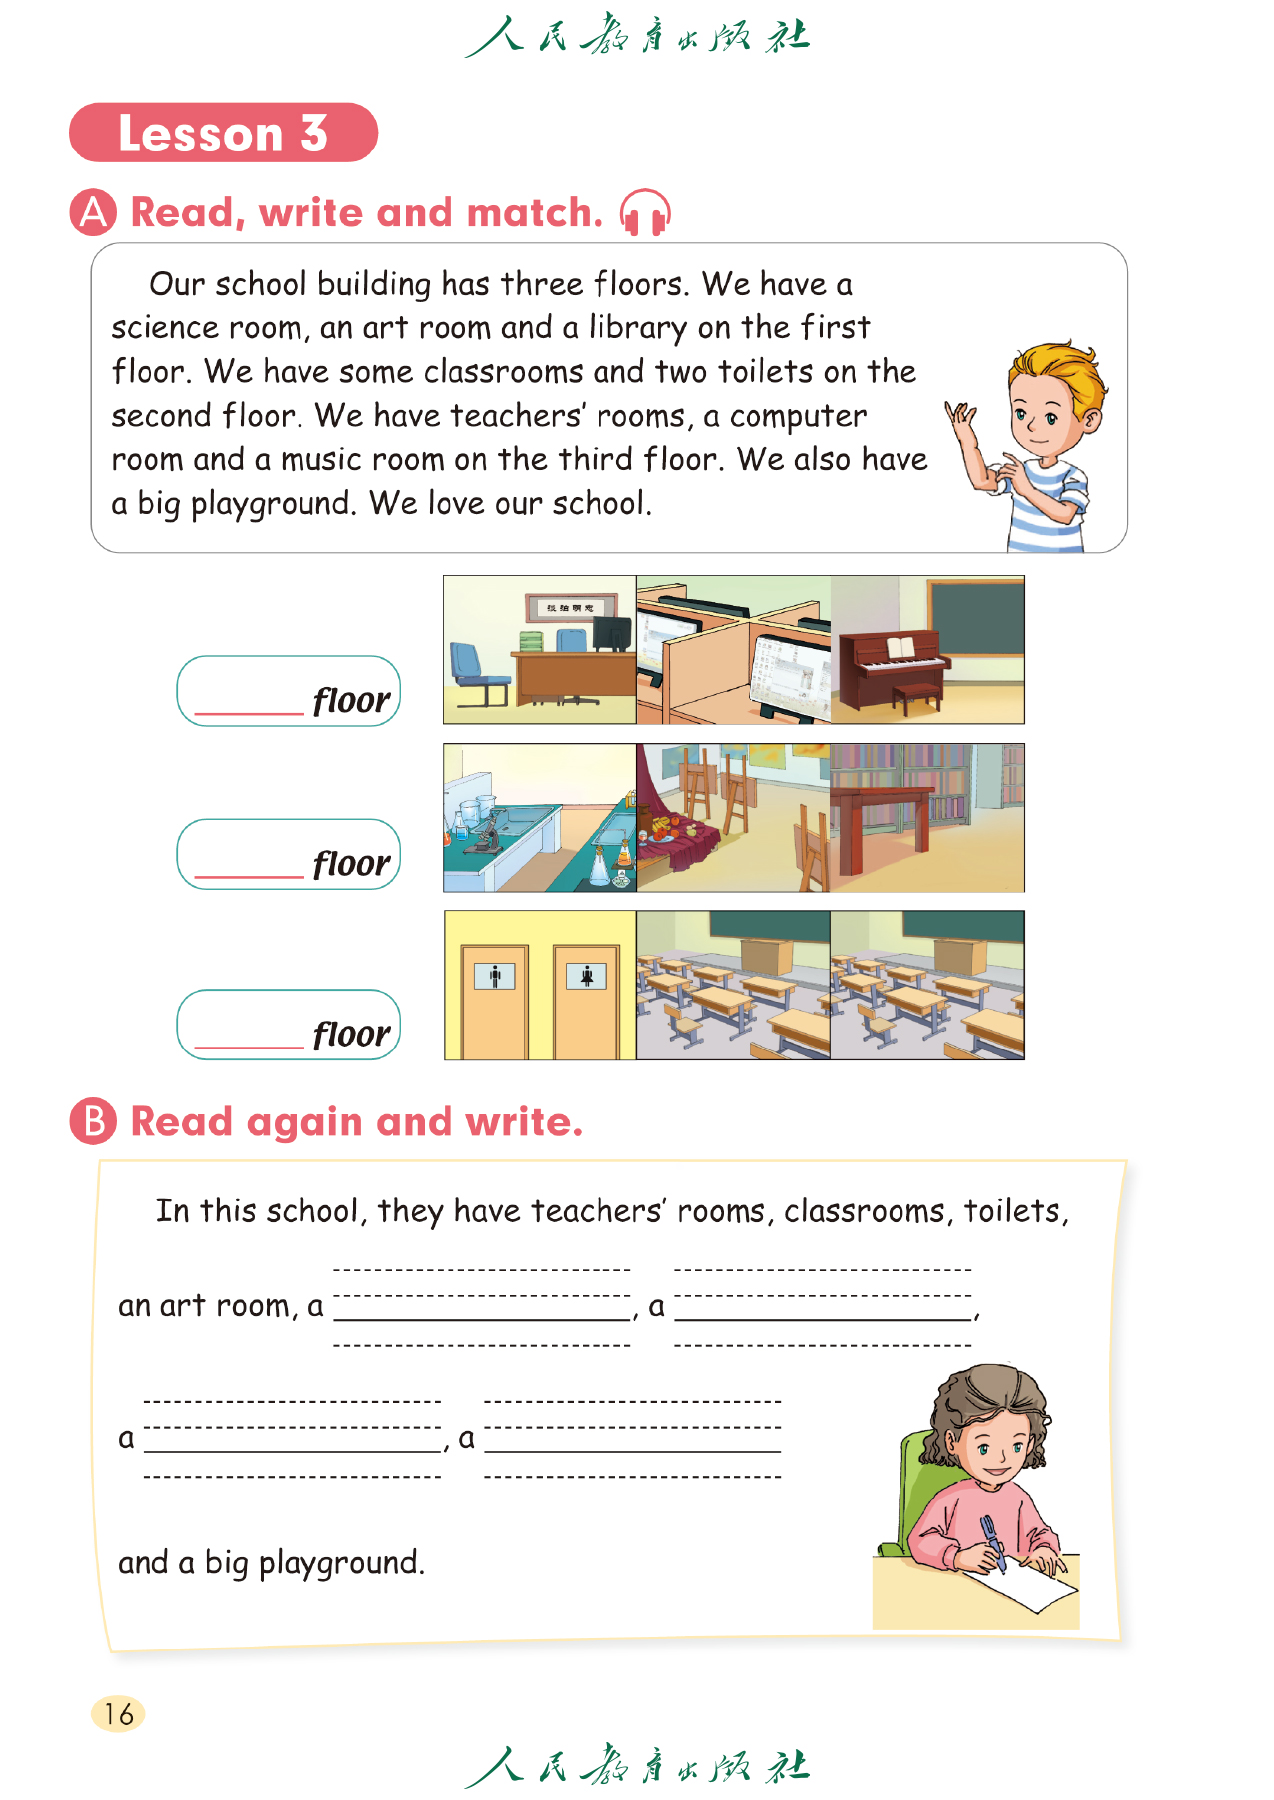 人民教育出版社
Lesson 3
A Read, write and match.
Our school building has three floors. We have a
science room, an art room and a library on the first
floor. We have some classrooms and two toilets on the
second floor. We have teachers’ rooms, a computer
room and a music room on the third floor. We also have
a big playground. We love our school.
淡泊明志
______ floor
______ floor
______ floor
B Read again and write.
In this school, they have teachers’ rooms, classrooms, toilets,
an art room, a ______, a ______,
a ______, a ______
and a big playground.
16
人民教育出版社